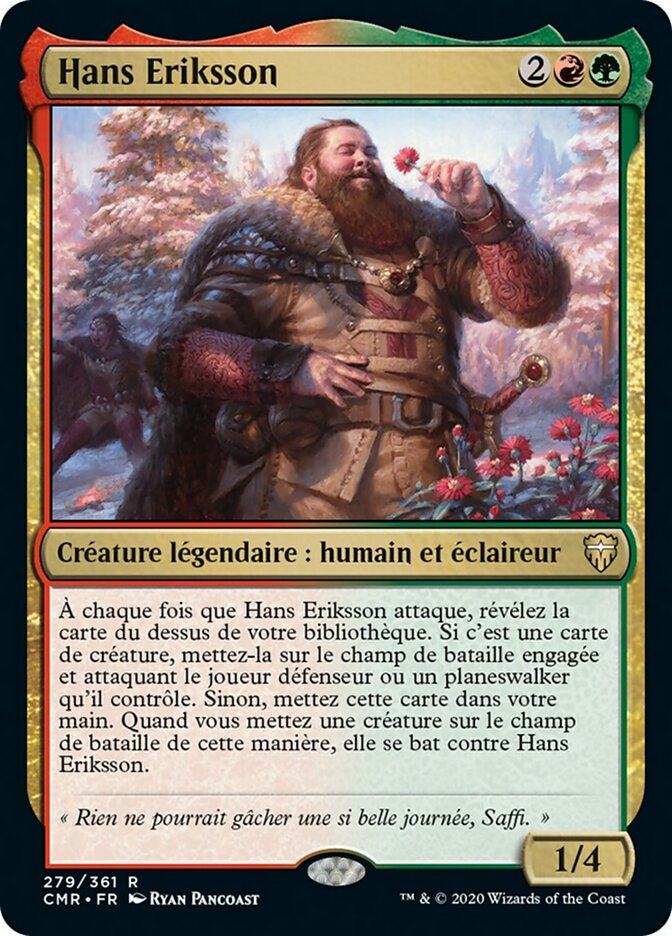 Hans Eriksson 2
Créature légendaire : humain et éclaireur
À chaque fois que Hans Eriksson attaque, révélez la
carte du dessus de votre bibliothèque. Si c'est une carte
de créature, mettez-la sur le champ de bataille engagée
et attaquant le joueur défenseur ou un planeswalker
qu'il contrôle. Sinon, mettez cette carte dans votre
main. Quand vous mettez une créature sur le champ
de bataille de cette manière, elle se bat contre Hans
Eriksson.
« Rien ne pourrait gâcher une si belle journée, Saffi. »
1/4
279/361 R
CMR • FR Ryan Pancoast
™ & © 2020 Wizards of the Coast